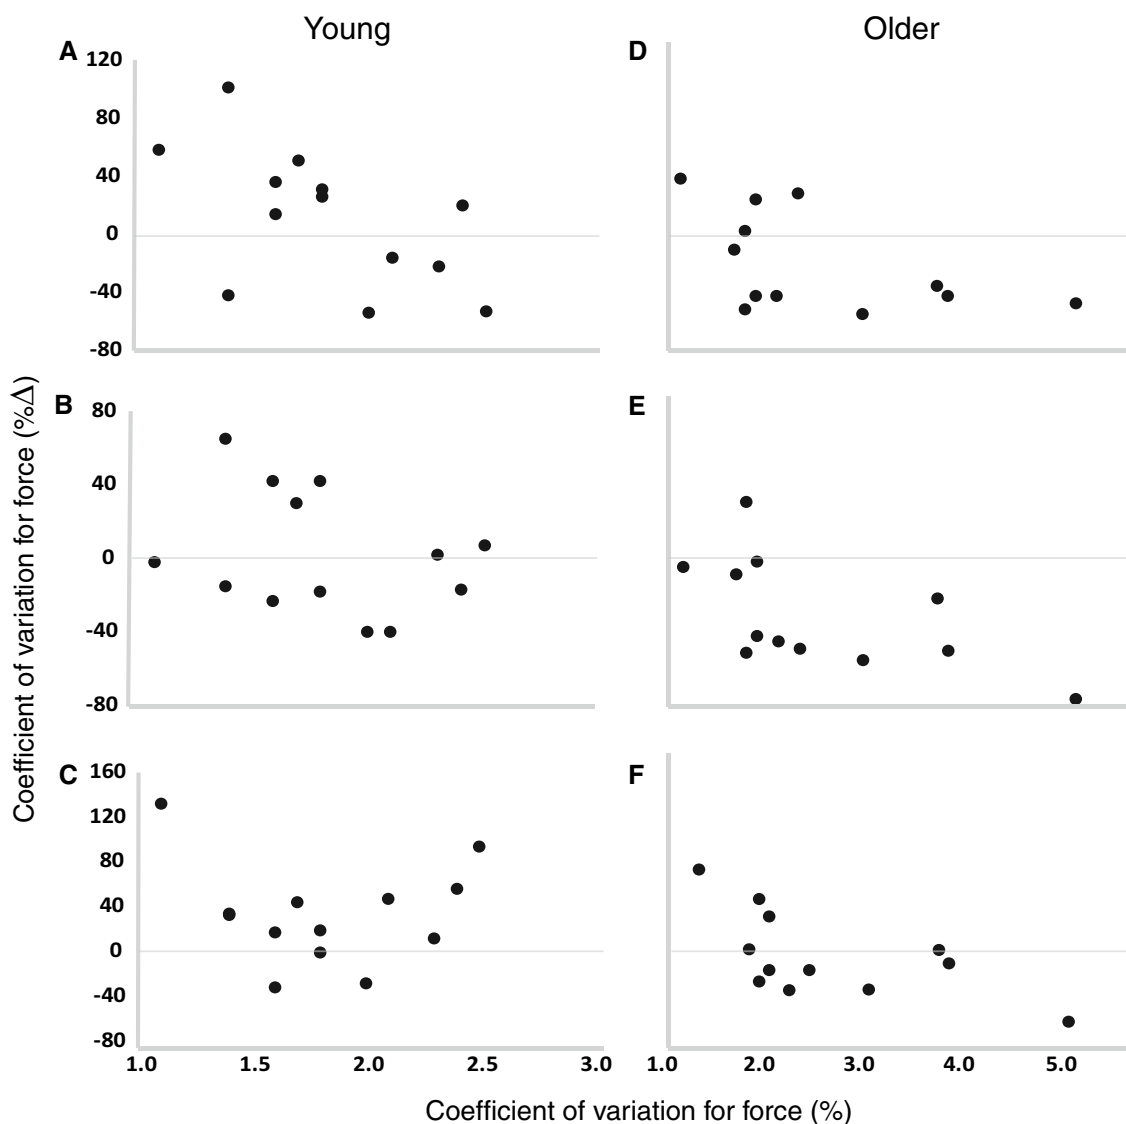 Young
Older
A
120
80
40
0
-40
-80
D
B
80
40
0
-40
-80
E
C
160
120
80
40
0
-40
-80
F
1.0 1.5 2.0 2.5 3.0
1.0 2.0 3.0 4.0 5.0
Coefficient of variation for force (%Δ)
Coefficient of variation for force (%)